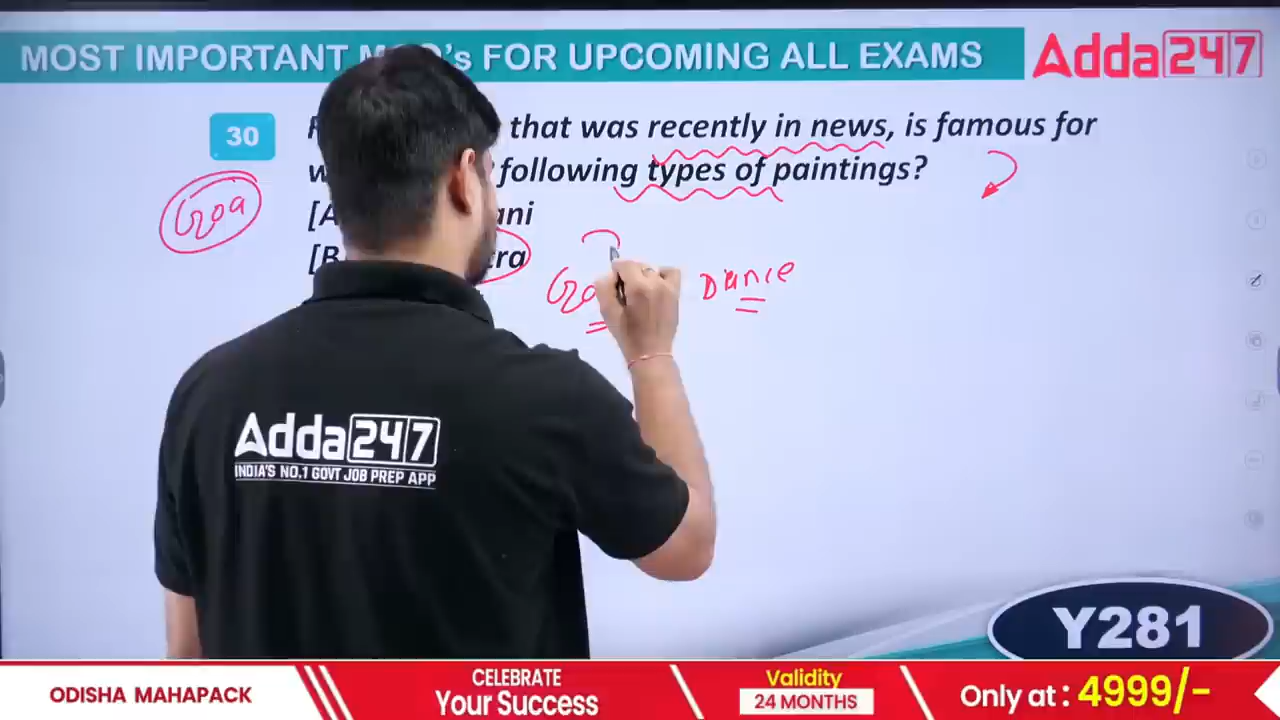 MOST IMPORTANT FOR UPCOMING ALL EXAMS
Adda247
30
that was recently in news, is famous for
following types of paintings?
Goa
Dance
Adda247
INDIA'S NO.1 GOVT JOB PREP APP
Y281
ODISHA MAHAPACK
CELEBRATE
Your Success
Validity
24 MONTHS
Only at : 4999/-